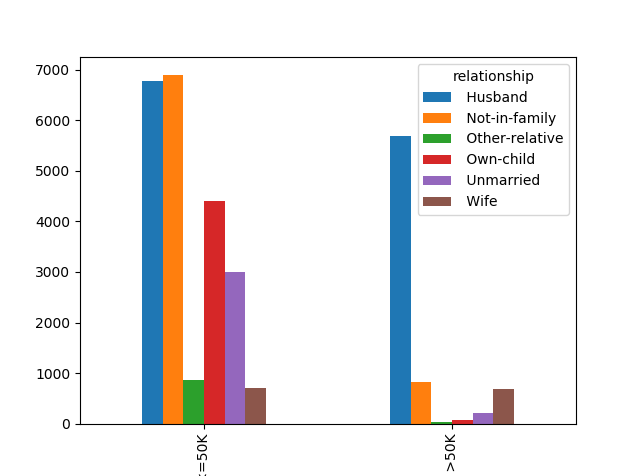 7000
6000
5000
4000
3000
2000
1000
0
relationship
Husband
Not-in-family
Other-relative
Own-child
Unmarried
Wife
=50K
>50K